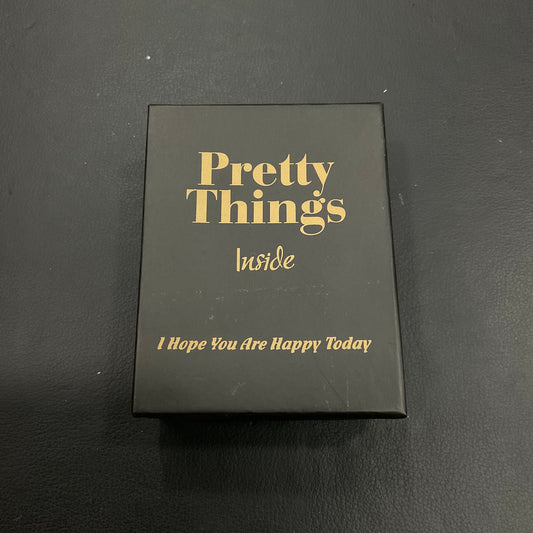 Pretty
Things
Inside
I Hope You Are Happy Today